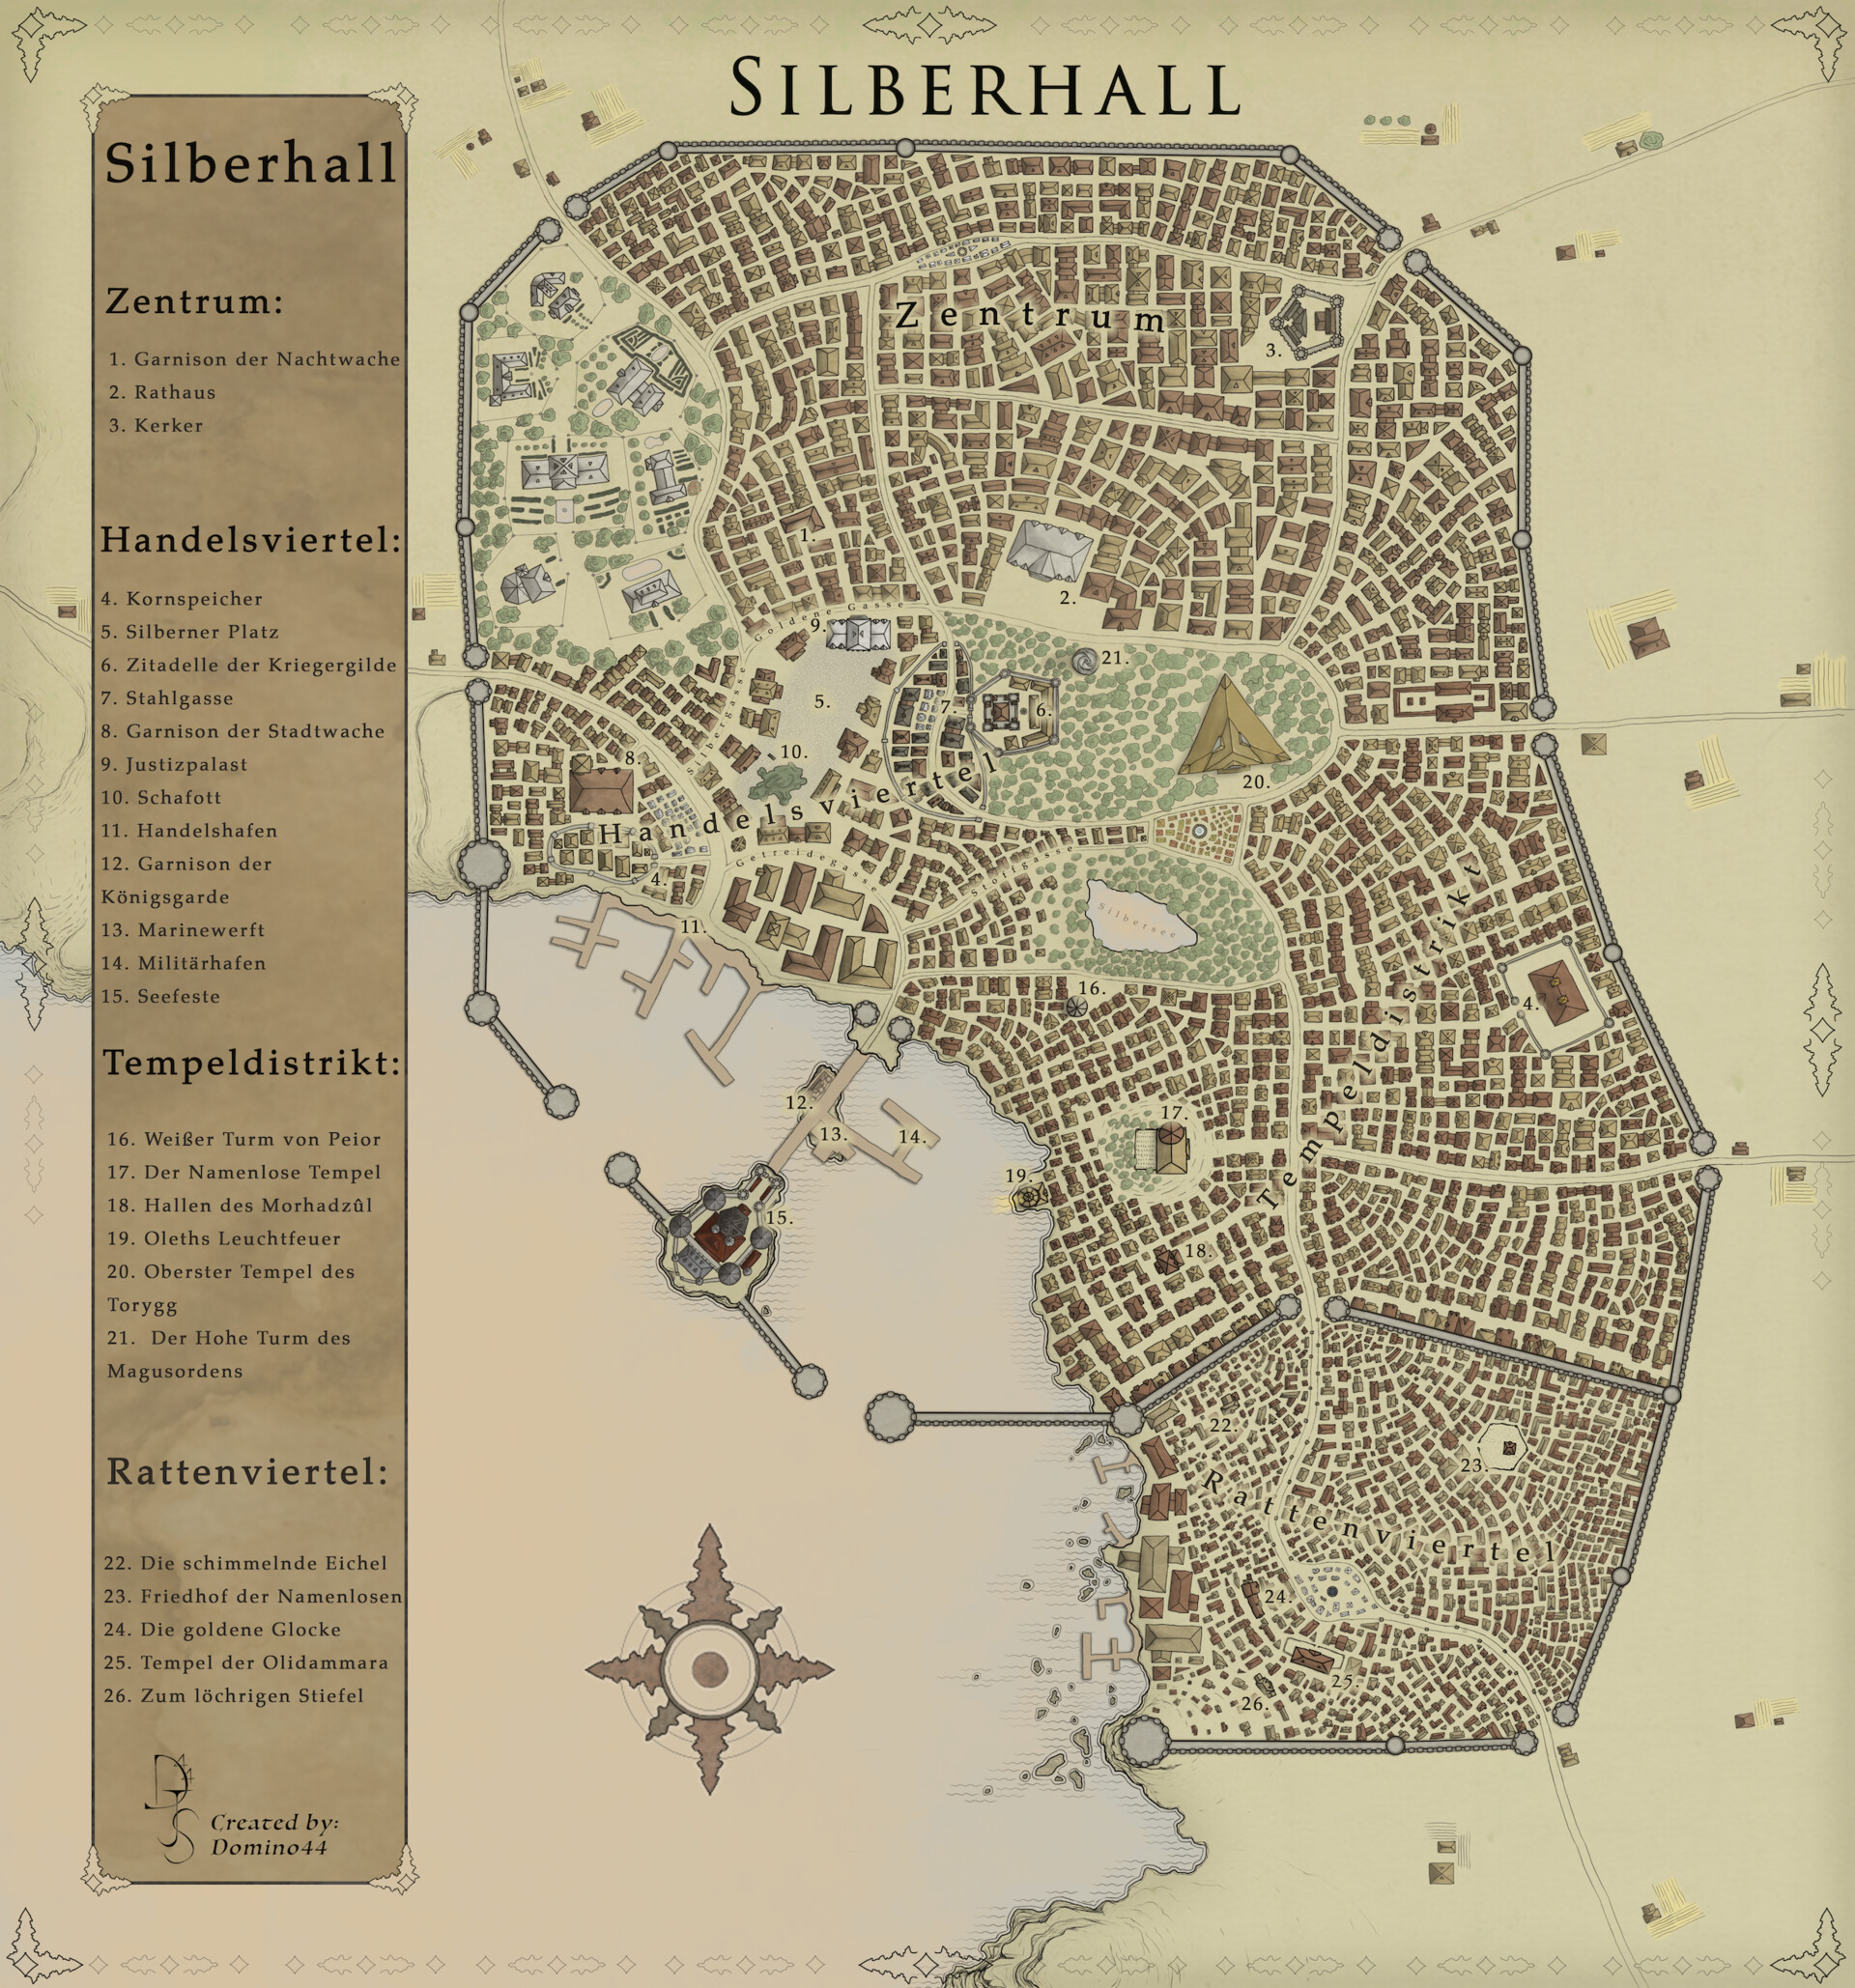 SILBERHALL
Silberhall
Zentrum:
1. Garnison der Nachtwache
2. Rathaus
3. Kerker
Handelsviertel:
4. Kornspeicher
5. Silberner Platz
6. Zitadelle der Kriegergilde
7. Stahlgasse
8. Garnison der Stadtwache
9. Justizpalast
10. Schafott
11. Handelshafen
12. Garnison der
Königsgarde
13. Marinewerft
14. Militärhafen
15. Seefeste
Tempeldistrikt:
16. Weißer Turm von Peior
17. Der Namenlose Tempel
18. Hallen des Morhadzûl
19. Oleths Leuchtfeuer
20. Oberster Tempel des
Torygg
21. Der Hohe Turm des
Magusordens
Rattenviertel:
22. Die schimmelnde Eichel
23. Friedhof der Namenlosen
24. Die goldene Glocke
25. Tempel der Olidammara
26. Zum löchrigen Stiefel
DS
44
Created by:
Domino44
Zentrum
3.
1.
2.
Goldene Gasse
9.
21.
5.
7.
6.
Silbergasse
10.
8.
20.
Handelsviertel
4.
Getreidegasse
Stoffgasse
Silbersee
11.
16.
4.
Tempeldistrikt
12.
13.
14.
17.
19.
15.
18.
22.
23.
Rattenviertel
24.
25.
26.